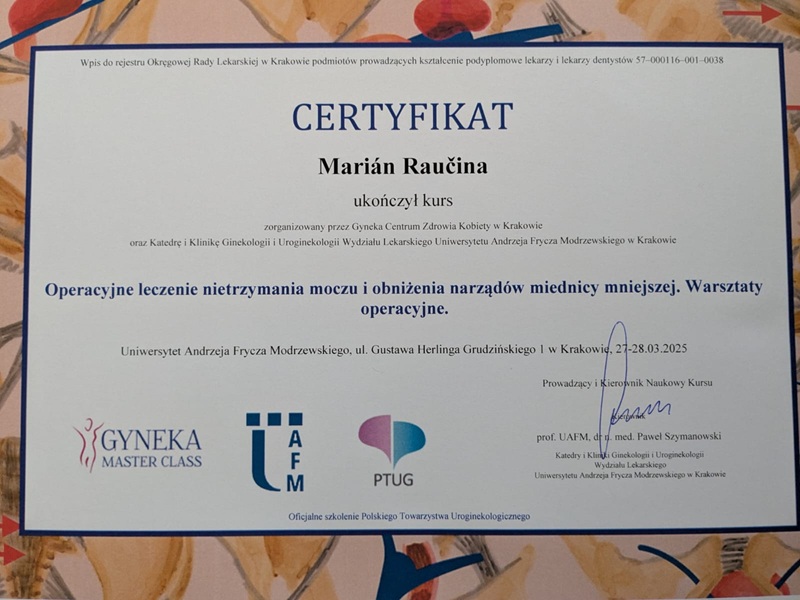 Wpis do rejestru Okręgowej Rady Lekarskiej w Krakowie podmiotów prowadzących kształcenie podyplomowe lekarzy i lekarzy dentystów 57–000116–001–0038
CERTYFIKAT
Marián Raučina
ukończył kurs
zorganizowany przez Gyneka Centrum Zdrowia Kobiety w Krakowie
oraz Katedrę i Klinikę Ginekologii i Uroginekologii Wydziału Lekarskiego Uniwersytetu Andrzeja Frycza Modrzewskiego w Krakowie
Operacyjne leczenie nietrzymania moczu i obniżenia narządów miednicy mniejszej. Warsztaty
operacyjne.
Uniwersytet Andrzeja Frycza Modrzewskiego, ul. Gustawa Herlinga Grudzińskiego 1 w Krakowie, 27-28.03.2025
Prowadzący i Kierownik Naukowy Kursu
Kierownik
prof. UAFM, dr n. med. Paweł Szymanowski
Katedry i Kliniki Ginekologii i Uroginekologii
Wydziału Lekarskiego
Uniwersytetu Andrzeja Frycza Modrzewskiego w Krakowie
GYNEKA
MASTER CLASS
U AFM
PTUG
Oficjalne szkolenie Polskiego Towarzystwa Uroginekologicznego